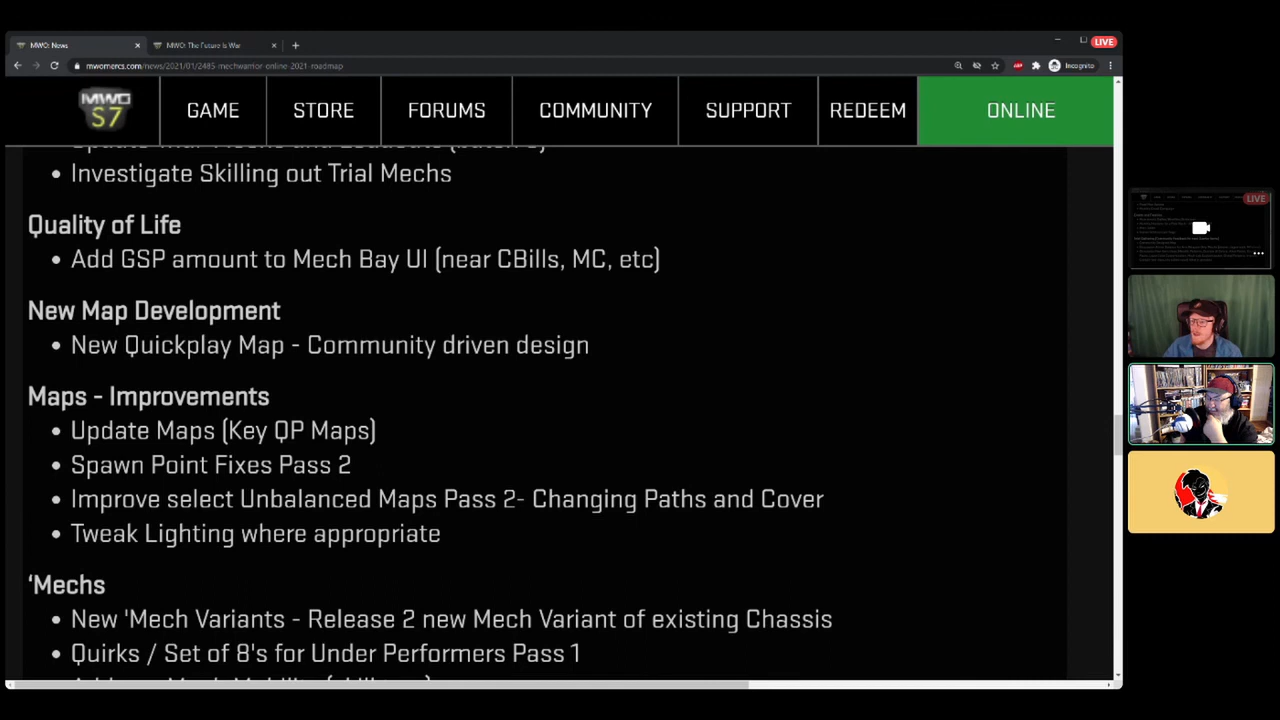 LIVE
MWO: News
MWO: The Future Is War
mwomercs.com/news/2021/01/2485-mechwarrior-online-2021-roadmap
Incognito
MWO
S7
GAME
STORE
FORUMS
COMMUNITY
SUPPORT
REDEEM
ONLINE
• Investigate Skilling out Trial Mechs
Quality of Life
• Add GSP amount to Mech Bay UI (near CBills, MC, etc)
New Map Development
• New Quickplay Map - Community driven design
Maps - Improvements
• Update Maps (Key QP Maps)
• Spawn Point Fixes Pass 2
• Improve select Unbalanced Maps Pass 2- Changing Paths and Cover
• Tweak Lighting where appropriate
‘Mechs
• New 'Mech Variants - Release 2 new Mech Variant of existing Chassis
• Quirks / Set of 8's for Under Performers Pass 1
LIVE